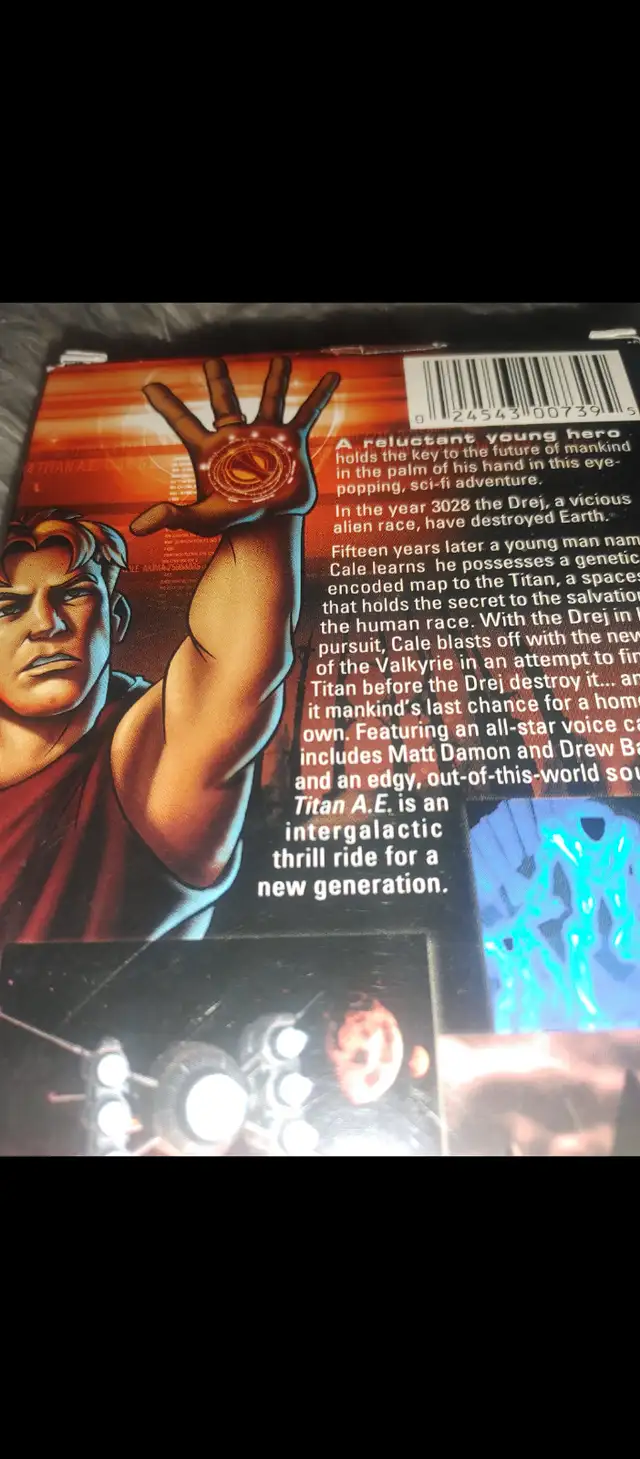 0 24543 00739 5
A reluctant young hero
holds the key to the future of mankind
in the palm of his hand in this eye-
popping, sci-fi adventure.
In the year 3028 the Drej, a vicious
alien race, have destroyed Earth.
Fifteen years later a young man nam
Cale learns he possesses a genetic
encoded map to the Titan, a spaces
that holds the secret to the salvation
the human race. With the Drej in
pursuit, Cale blasts off with the new
of the Valkyrie in an attempt to fin
Titan before the Drej destroy it... an
it mankind's last chance for a home
own. Featuring an all-star voice ca
includes Matt Damon and Drew Ba
and an edgy, out-of-this-world sou
Titan A.E. is an
intergalactic
thrill ride for a
new generation.